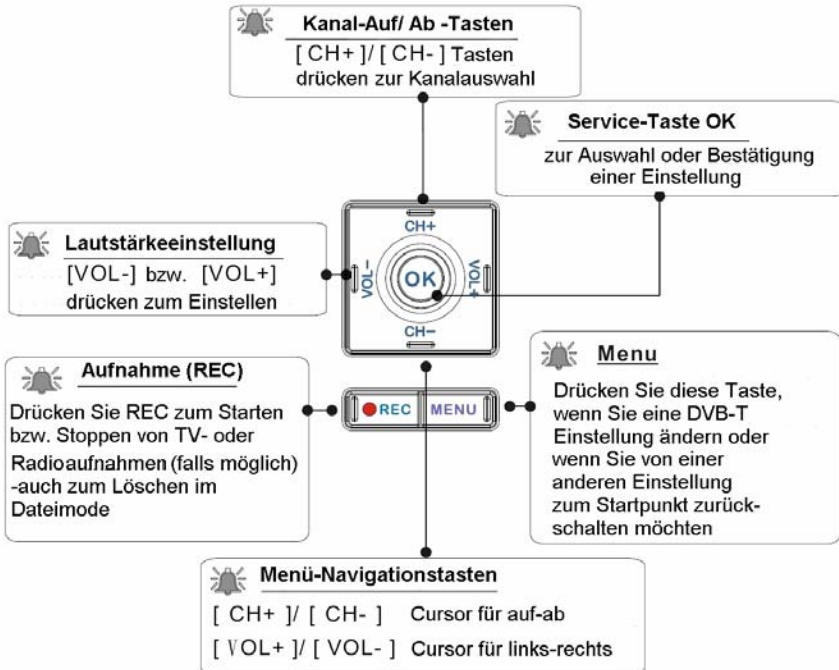 Kanal-Auf/ Ab -Tasten
[ CH+ ]/ [ CH- ] Tasten
drücken zur Kanalauswahl
Service-Taste OK
zur Auswahl oder Bestätigung
einer Einstellung
Lautstärkeeinstellung
[VOL-] bzw. [VOL+]
drücken zum Einstellen
CH+
VOL-
OK
VOL+
CH-
Aufnahme (REC)
Drücken Sie REC zum Starten
bzw. Stoppen von TV- oder
Radioaufnahmen (falls möglich)
-auch zum Löschen im
Dateimode
REC
MENU
Menu
Drücken Sie diese Taste,
wenn Sie eine DVB-T
Einstellung ändern oder
wenn Sie von einer
anderen Einstellung
zum Startpunkt zurück-
schalten möchten
Menü-Navigationstasten
[ CH+ ]/ [ CH- ] Cursor für auf-ab
[ VOL+ ]/ [ VOL- ] Cursor für links-rechts